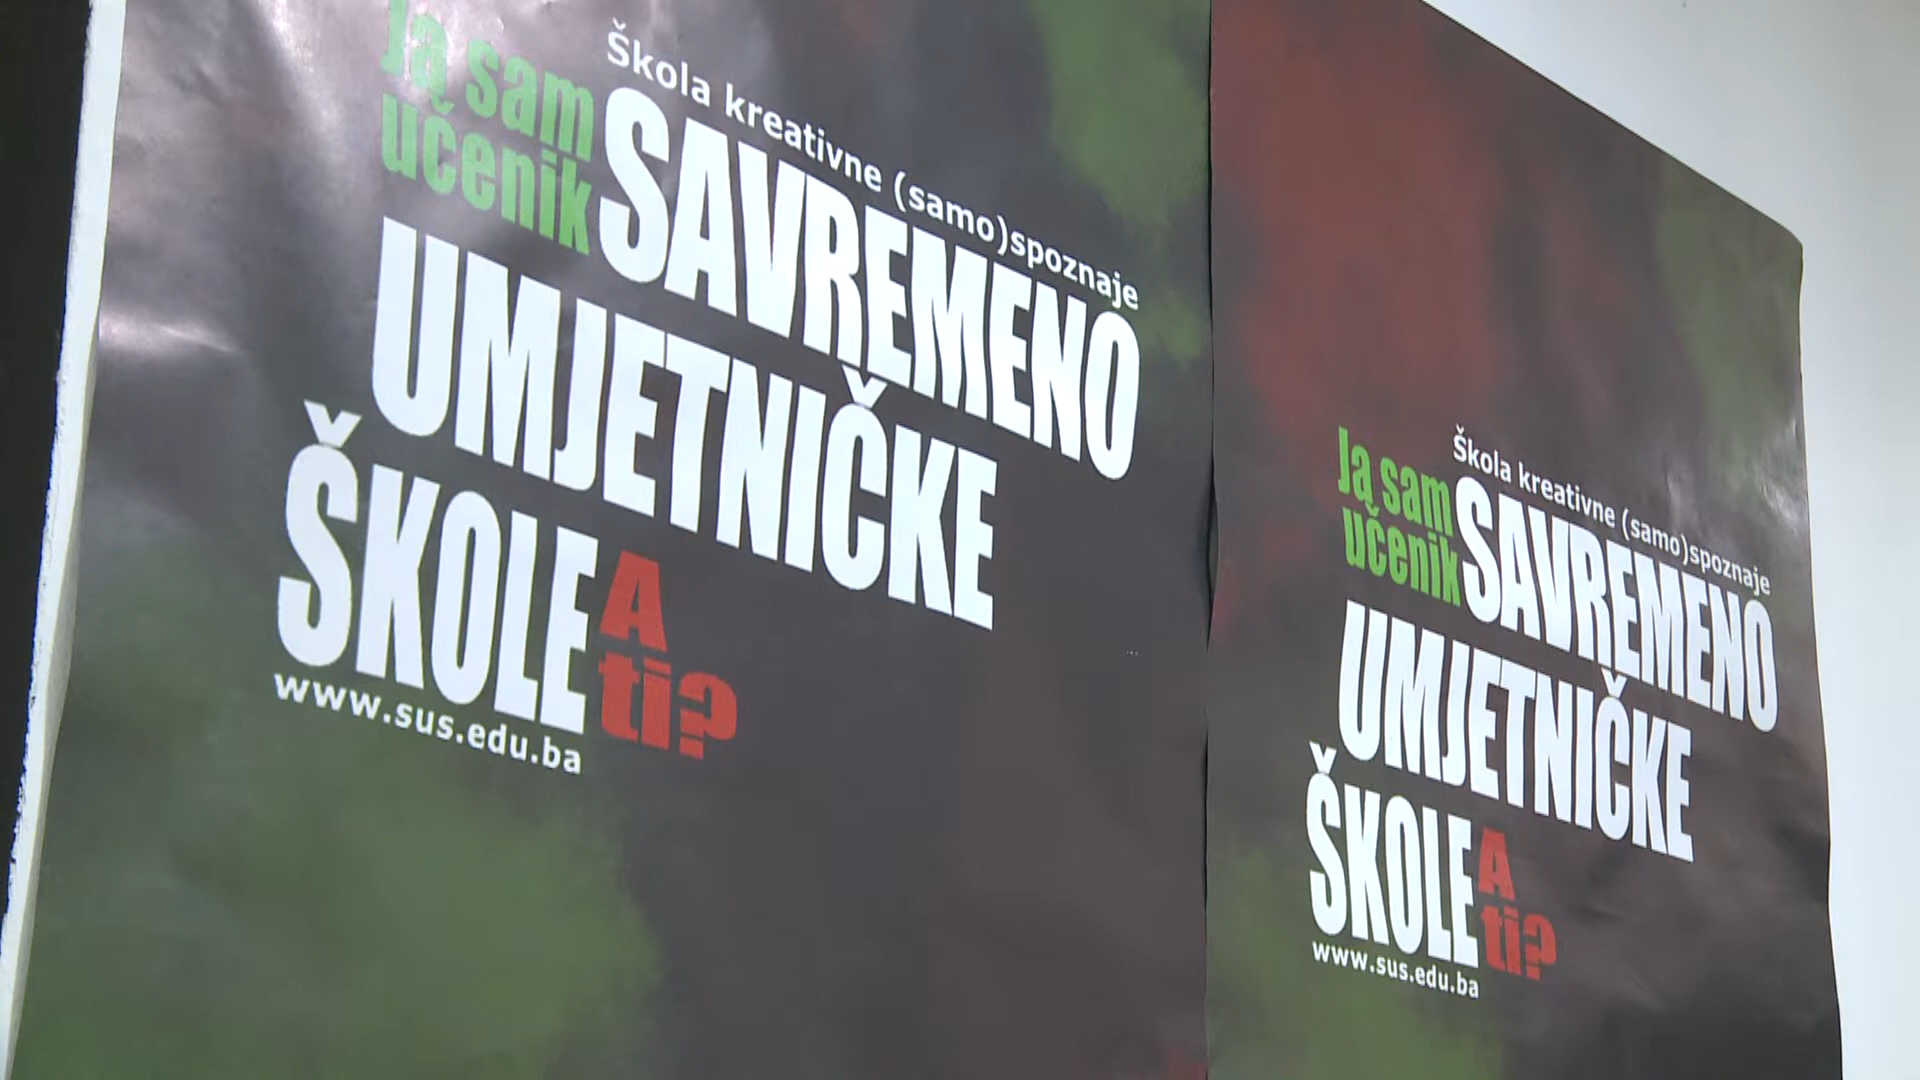 Škola kreativne (samo)spoznaje
Ja sam
učenik
SAVREMENO
UMJETNIČKE
ŠKOLE
A
ti?
www.sus.edu.ba
Škola kreativne (samo)spoznaje
Ja sam
učenik
SAVREMENO
UMJETNIČKE
ŠKOLE
A
ti?
www.sus.edu.ba